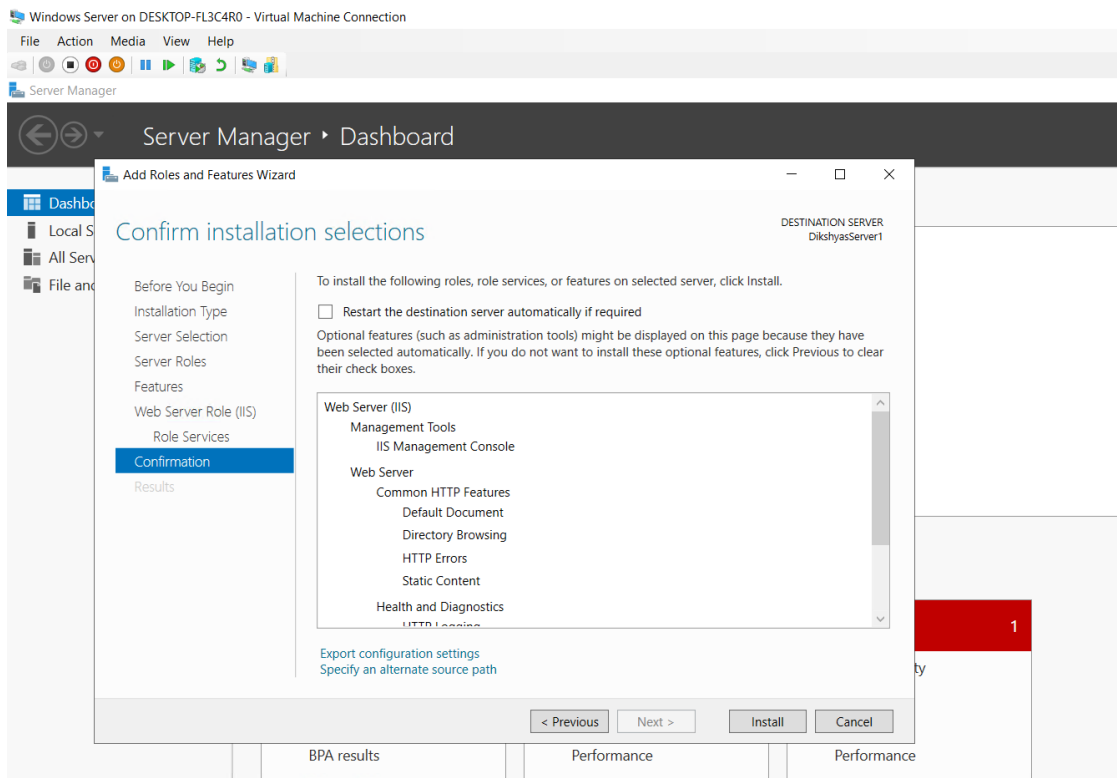 Windows Server on DESKTOP-FL3C4R0 - Virtual Machine Connection
File Action Media View Help
Server Manager
Server Manager • Dashboard
Add Roles and Features Wizard
Dashbo
Local S
All Serv
File and
Confirm installation selections
DESTINATION SERVER
DikshyasServer1
Before You Begin
Installation Type
Server Selection
Server Roles
Features
Web Server Role (IIS)
Role Services
Confirmation
Results
To install the following roles, role services, or features on selected server, click Install.
Restart the destination server automatically if required
Optional features (such as administration tools) might be displayed on this page because they have
been selected automatically. If you do not want to install these optional features, click Previous to clear
their check boxes.
Web Server (IIS)
Management Tools
IIS Management Console
Web Server
Common HTTP Features
Default Document
Directory Browsing
HTTP Errors
Static Content
Health and Diagnostics
HTTP Logging
Export configuration settings
Specify an alternate source path
< Previous Next > Install Cancel
1
ty
BPA results Performance Performance